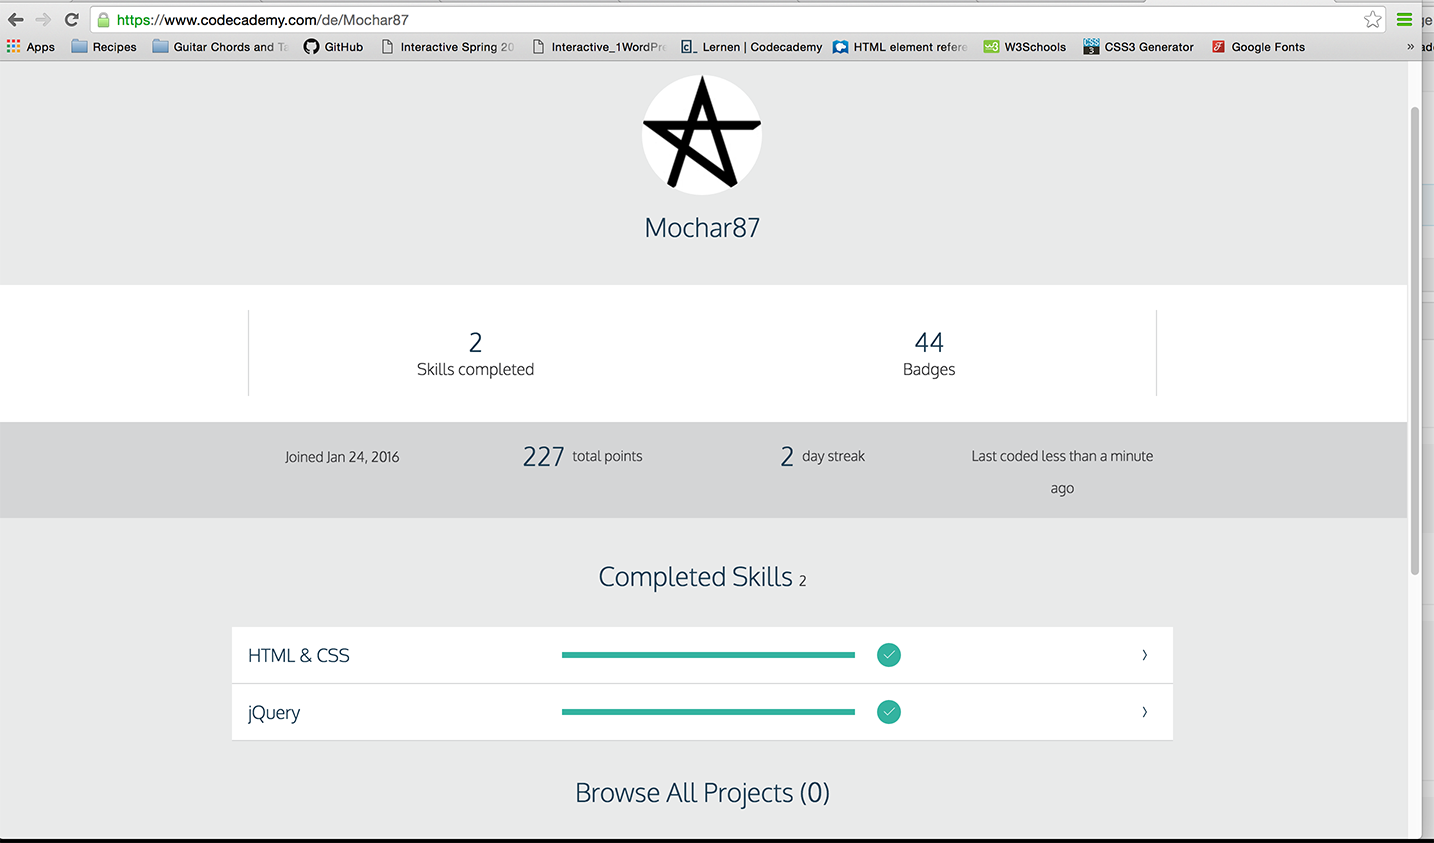 https://www.codecademy.com/de/Mochar87
Apps Recipes Guitar Chords and Ta GitHub Interactive Spring 20 Interactive_1WordPre Lernen | Codecademy HTML element refere W3Schools CSS3 Generator Google Fonts »
Mochar87
2 44
Skills completed Badges
Joined Jan 24, 2016 227 total points 2 day streak Last coded less than a minute
ago
Completed Skills 2
HTML & CSS
jQuery
Browse All Projects (0)